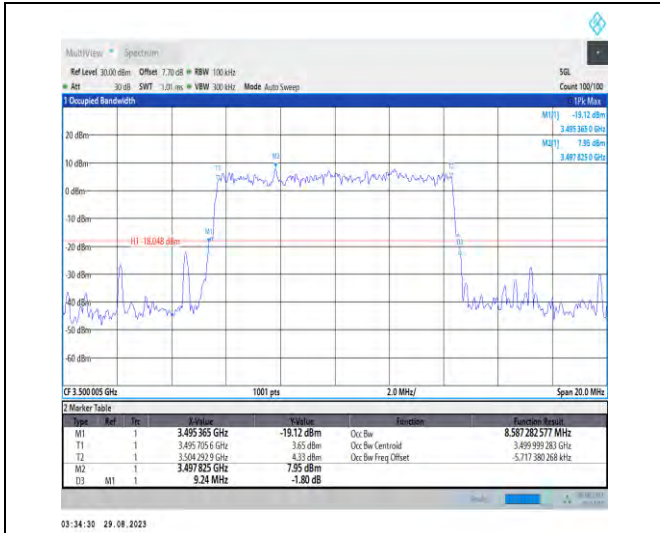 MultiView Spectrum
Ref Level 30.00 dBm Offset 7.70 dB RBW 100 kHz SGL
Att 30 dB SWT 1.01 ms VBW 300 kHz Mode Auto Sweep Count 100/100
1 Occupied Bandwidth 1Pk Max
M1[1] -19.12 dBm
3.495 365 0 GHz
M2[1] 7.95 dBm
3.497 825 0 GHz
20 dBm
10 dBm
M2
T1
T2
0 dBm
-10 dBm
M1
H1 -18.048 dBm
D3
-20 dBm
-30 dBm
-40 dBm
-50 dBm
-60 dBm
CF 3.500 005 GHz 1001 pts 2.0 MHz/ Span 20.0 MHz
2 Marker Table
Type Ref Trc X-Value Y-Value Function Function Result
M1 1 3.495 365 GHz -19.12 dBm Occ Bw 8.587 282 577 MHz
T1 1 3.495 705 6 GHz 3.65 dBm Occ Bw Centroid 3.499 999 283 GHz
T2 1 3.504 292 9 GHz 4.33 dBm Occ Bw Freq Offset -5.717 380 268 kHz
M2 1 3.497 825 GHz 7.95 dBm
D3 M1 1 9.24 MHz -1.80 dB
03:34:30 29.08.2023